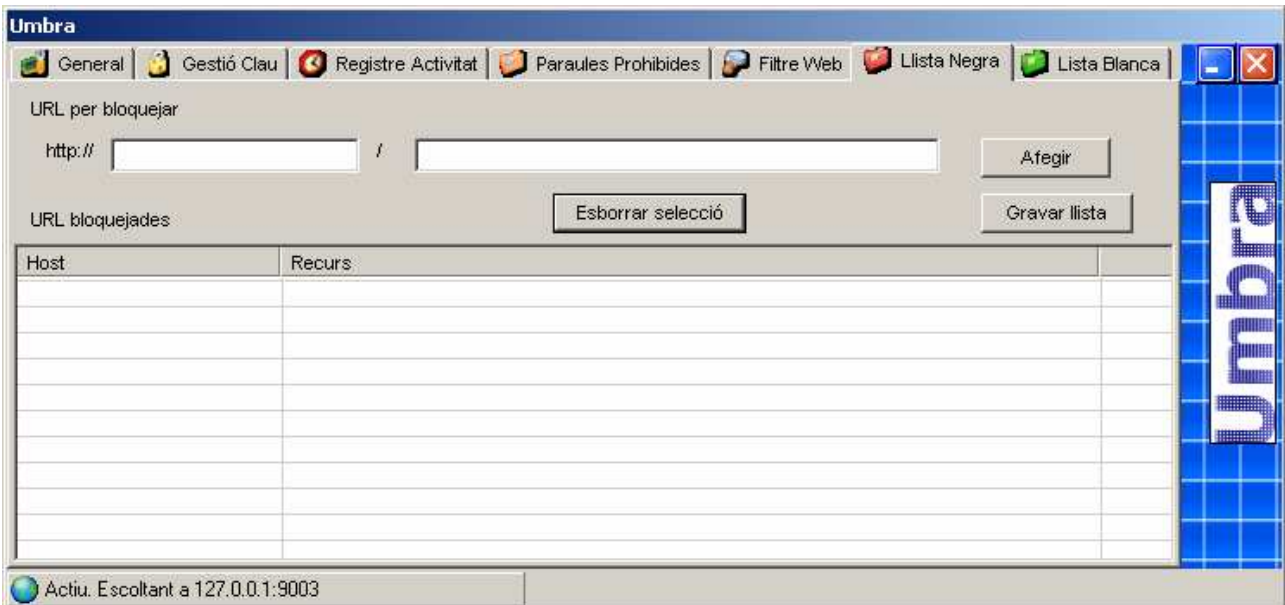 Umbra
General Gestió Clau Registre Activitat Paraules Prohibides Filtre Web Llista Negra Lista Blanca
URL per bloquejar
http:// / Afegir
URL bloquejades Esborrar selecció Gravar llista
Host Recurs
Umbra
Actiu. Escoltant a 127.0.0.1:9003